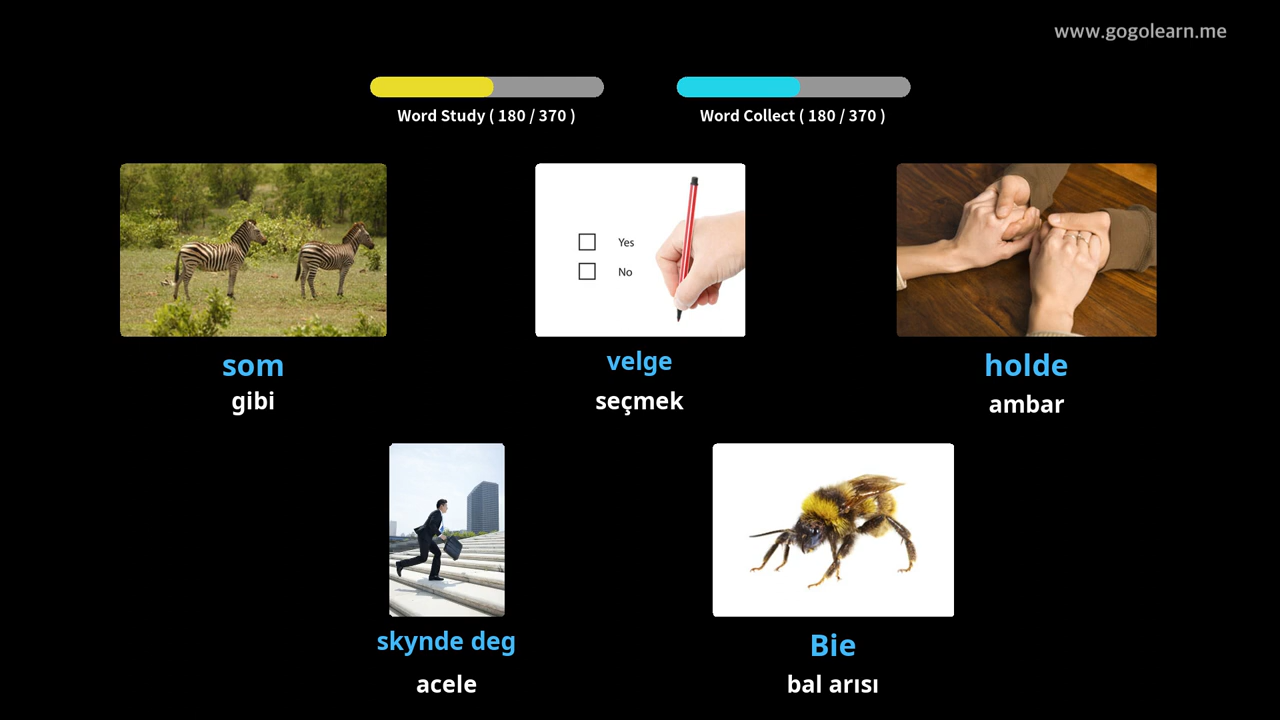 www.gogolearn.me
Word Study ( 180 / 370 )
Word Collect ( 180 / 370 )
Yes
No
som
gibi
velge
seçmek
holde
ambar
skynde deg
acele
Bie
bal arısı